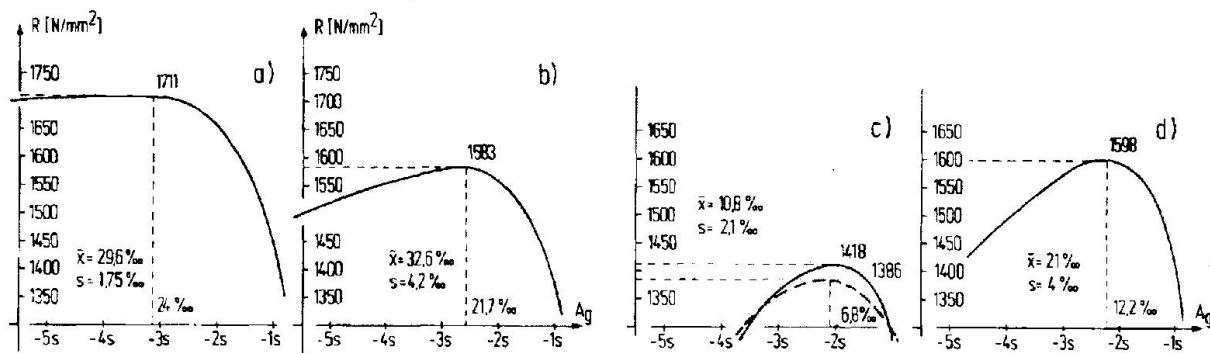 R [N/mm²]
a)
1711
1750
1650
1600
1550
1500
1450
1400
1350
x̄ = 29,6 ‰
s = 1,75 ‰
24 ‰
-5s -4s -3s -2s -1s
R [N/mm²]
b)
1583
1750
1700
1650
1600
1550
1450
1400
1350
x̄ = 32,6 ‰
s = 4,2 ‰
21,7 ‰
-5s -4s -3s -2s -1s Ag
c)
1650
1600
1550
1500
1450
1350
x̄ = 10,8 ‰
s = 2,1 ‰
1418
1386
6,8 ‰
-5s -4s -3s -2s -1s
d)
1598
1650
1600
1550
1500
1450
1400
1350
x̄ = 21 ‰
s = 4 ‰
12,2 ‰
-5s -4s -3s -2s -1s Ag